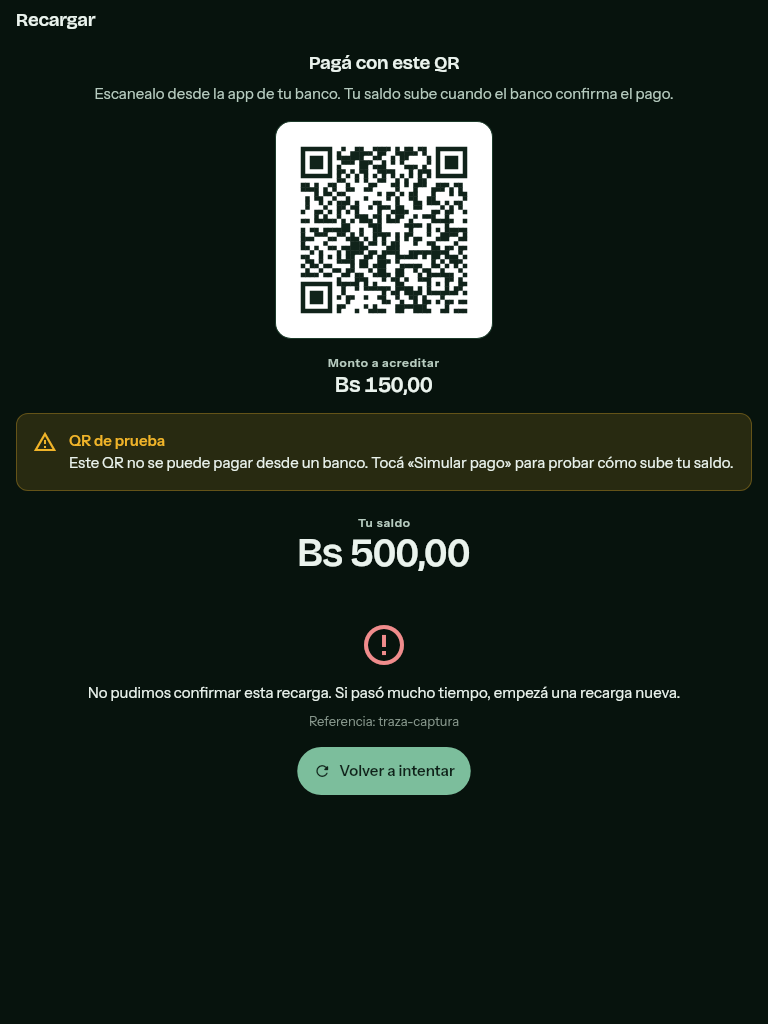 Recargar
Pagá con este QR
Escanealo desde la app de tu banco. Tu saldo sube cuando el banco confirma el pago.
Monto a acreditar
Bs 150,00
QR de prueba
Este QR no se puede pagar desde un banco. Tocá «Simular pago» para probar cómo sube tu saldo.
Tu saldo
Bs 500,00
No pudimos confirmar esta recarga. Si pasó mucho tiempo, empezá una recarga nueva.
Referencia: traza-captura
Volver a intentar